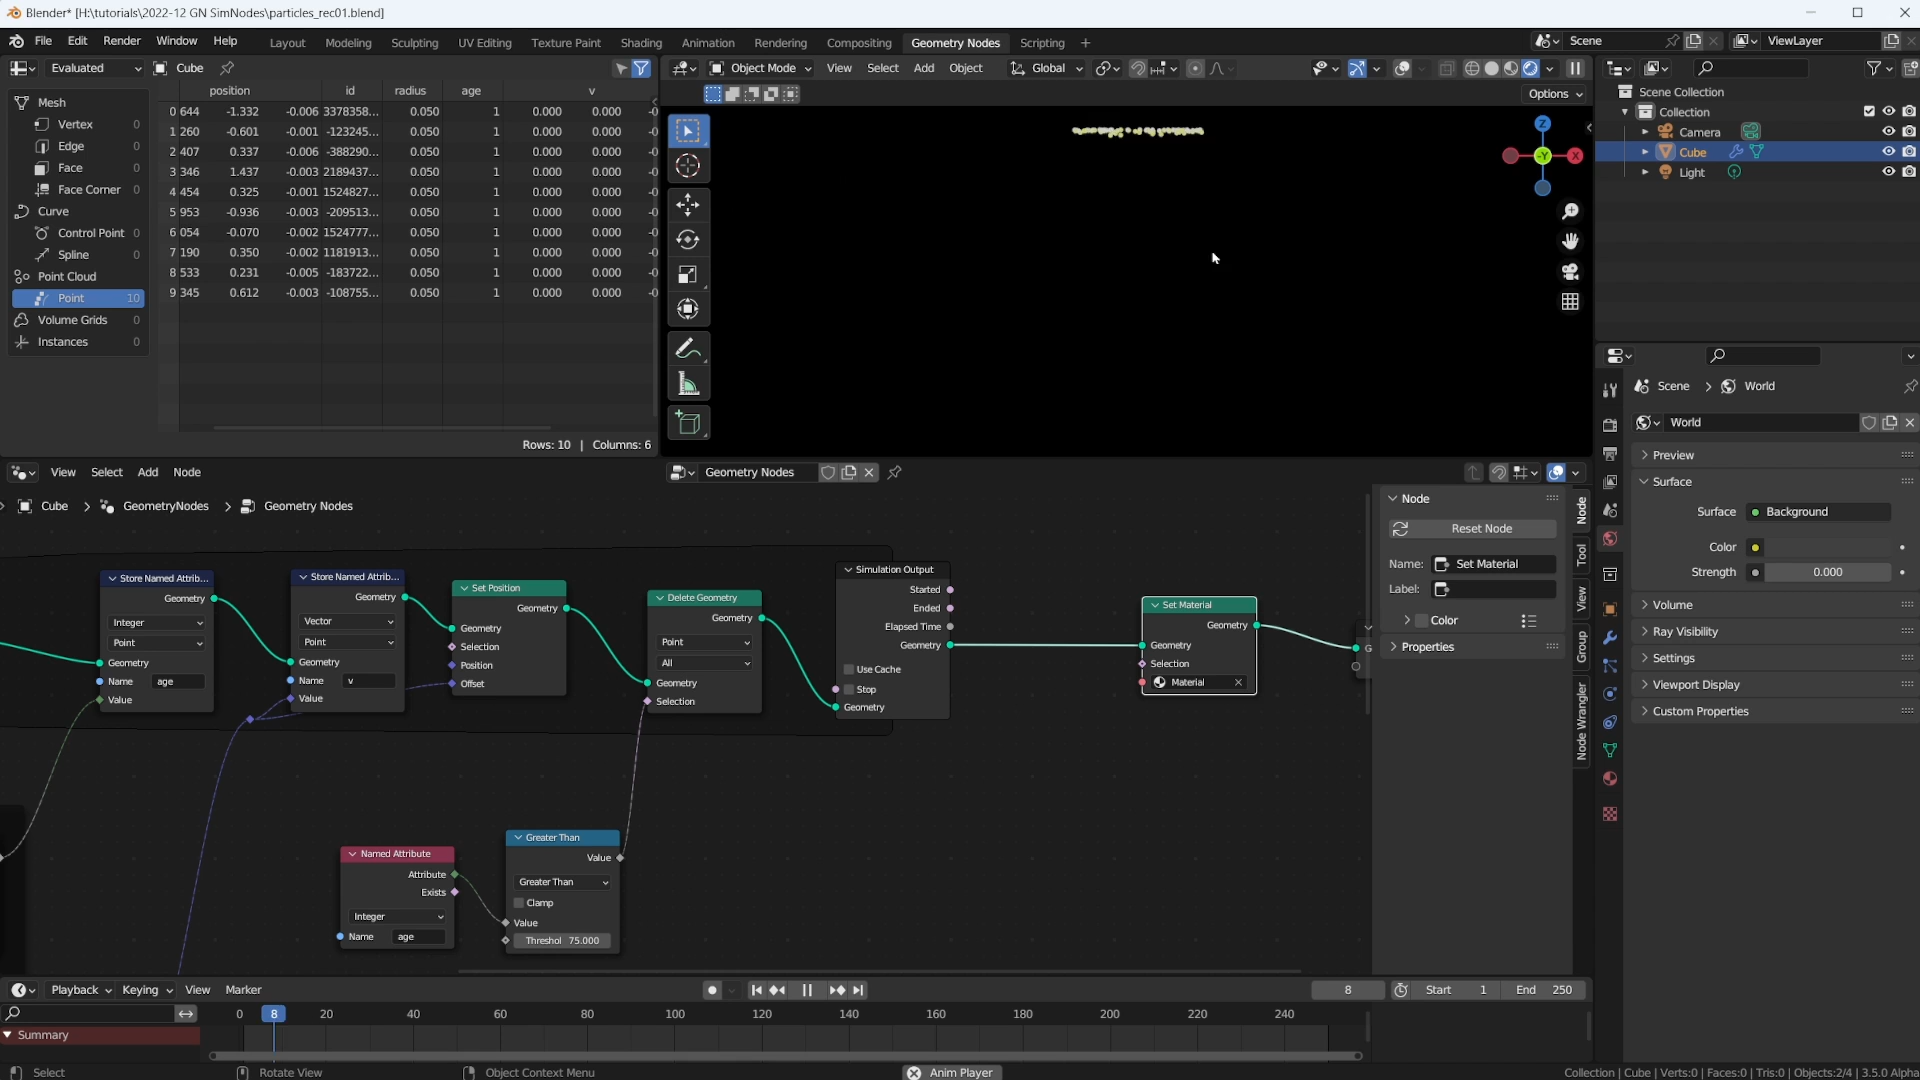 Blender* [H:\tutorials\2022-12 GN SimNodes\particles_rec01.blend]
File Edit Render Window Help Layout Modeling Sculpting UV Editing Texture Paint Shading Animation Rendering Compositing Geometry Nodes Scripting + Scene ViewLayer
Evaluated Cube Object Mode View Select Add Object Global
Options
position radius age v
Mesh
Vertex 0
Edge 0
Face 0
Face Corner 0
Curve
Control Point 0
Spline 0
Point Cloud
Point 10
Volume Grids 0
Instances 0
position id radius age v
0 644 -1.332 -0.006 3378358... 0.050 1 0.000 0.000 -0
1 260 -0.601 -0.001 -123245... 0.050 1 0.000 0.000 -0
2 407 0.337 -0.006 -388290... 0.050 1 0.000 0.000 -0
3 346 1.437 -0.003 2189437... 0.050 1 0.000 0.000 -0
4 454 0.325 -0.001 1524827... 0.050 1 0.000 0.000 -0
5 953 -0.936 -0.003 -209513... 0.050 1 0.000 0.000 -0
6 054 -0.070 -0.002 1524777... 0.050 1 0.000 0.000 -0
7 190 0.350 -0.002 1181913... 0.050 1 0.000 0.000 -0
8 533 0.231 -0.005 -183722... 0.050 1 0.000 0.000 -0
9 345 0.612 -0.003 -108755... 0.050 1 0.000 0.000 -0
Rows: 10 | Columns: 6
Z
-Y
X
Scene Collection
Collection
Camera
Cube
Light
Scene > World
World
Preview
Surface
Surface Background
Color
Strength 0.000
Volume
Ray Visibility
Settings
Viewport Display
Custom Properties
View Select Add Node Geometry Nodes
Cube > GeometryNodes > Geometry Nodes
Store Named Attrib...
Geometry
Integer
Point
Geometry
Name age
Value
Store Named Attrib...
Geometry
Vector
Point
Geometry
Name v
Value
Set Position
Geometry
Geometry
Selection
Position
Offset
Delete Geometry
Geometry
Point
All
Geometry
Selection
Simulation Output
Started
Ended
Elapsed Time
Geometry
Use Cache
Stop
Geometry
Set Material
Geometry
Geometry
Selection
Material
G
Named Attribute
Attribute
Exists
Integer
Name age
Greater Than
Value
Greater Than
Clamp
Value
Threshol 75.000
Node
Reset Node
Name: Set Material
Label:
Color
Properties
Node
Tool
View
Group
Node Wrangler
Playback Keying View Marker 8 Start 1 End 250
0 8 20 40 60 80 100 120 140 160 180 200 220 240
Summary
Select Rotate View Object Context Menu Anim Player Collection | Cube | Verts:0 | Faces:0 | Tris:0 | Objects:2/4 | 3.5.0 Alpha